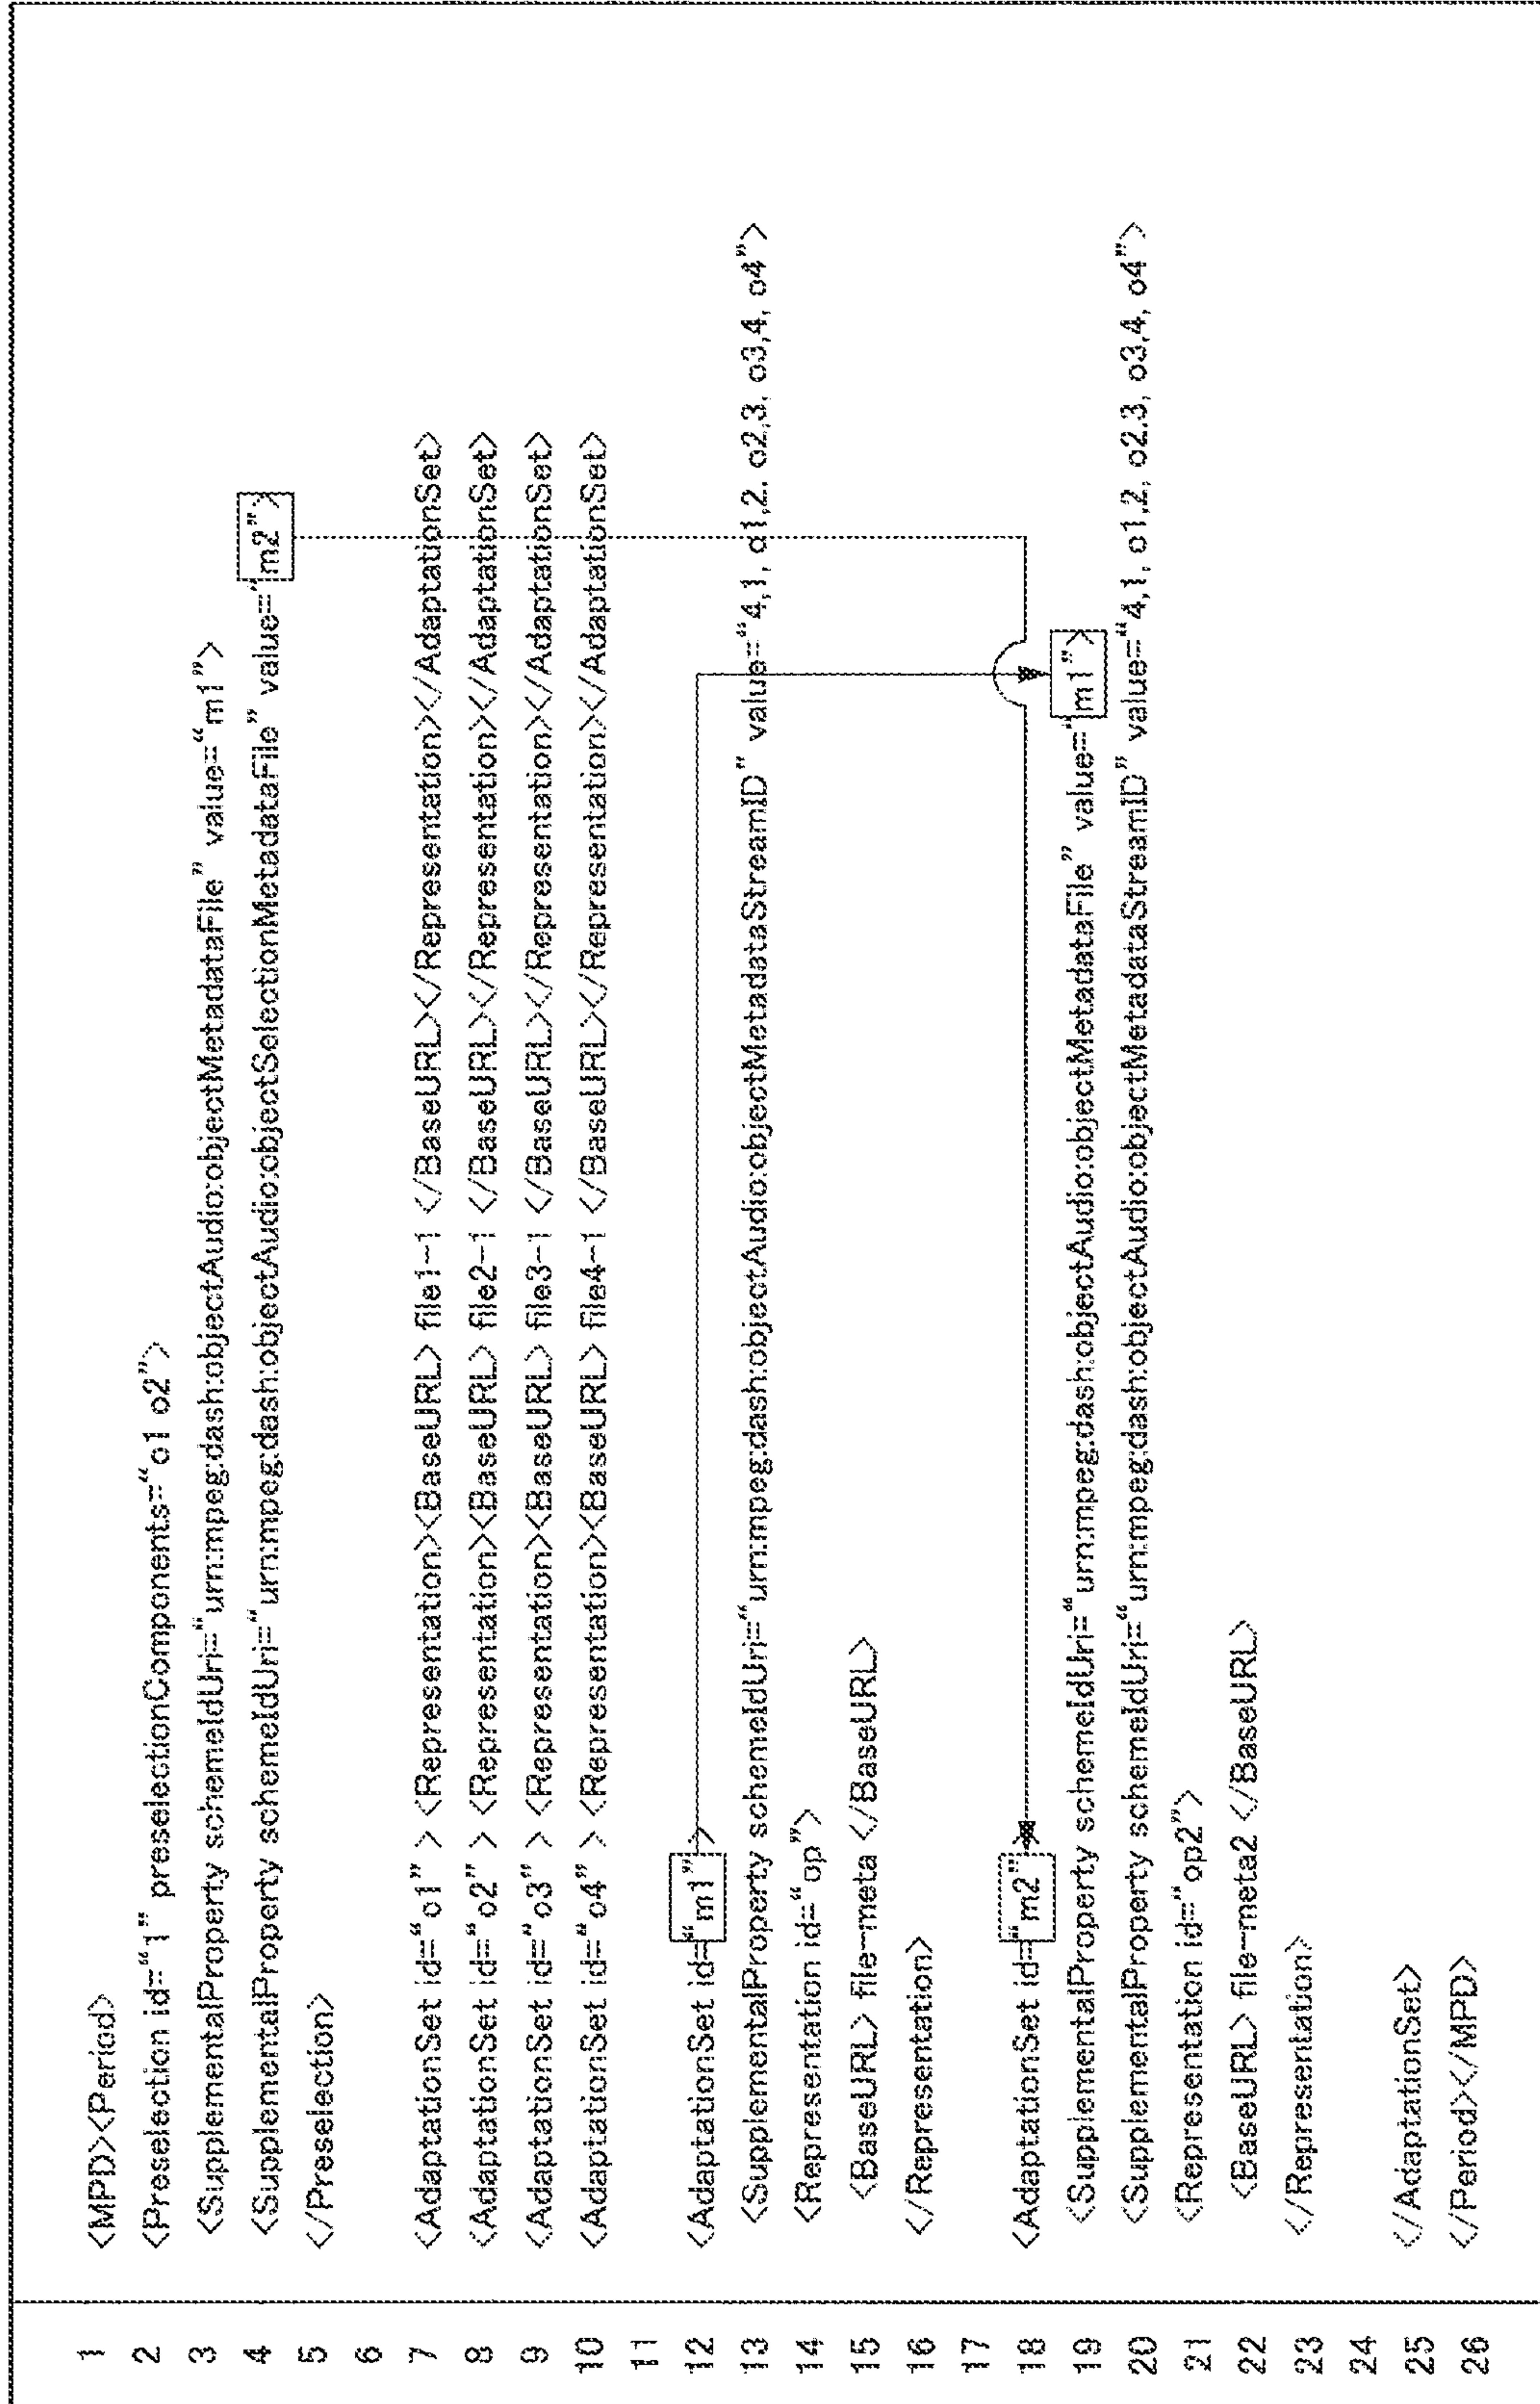 1 <MPD><Period>
2 <Preselection id="1" preselectionComponents="o1 o2">
3 <SupplementalProperty schemeIdUri="urn:mpeg:dash:objectAudio:objectMetadataFile" value="m1">
4 <SupplementalProperty schemeIdUri="urn:mpeg:dash:objectAudio:objectSelectionMetadataFile" value="m2">
5 </Preselection>
6
7 <AdaptationSet id="o1" > <Representation><BaseURL> file1-1 </BaseURL></Representation></AdaptationSet>
8 <AdaptationSet id="o2" > <Representation><BaseURL> file2-1 </BaseURL></Representation></AdaptationSet>
9 <AdaptationSet id="o3" > <Representation><BaseURL> file3-1 </BaseURL></Representation></AdaptationSet>
10 <AdaptationSet id="o4" > <Representation><BaseURL> file4-1 </BaseURL></Representation></AdaptationSet>
11
12 <AdaptationSet id="m1">
13 <SupplementalProperty schemeIdUri="urn:mpeg:dash:objectAudio:objectMetadataStreamID" value="4,1, o1,2, o2,3, o3,4, o4">
14 <Representation id="op">
15 <BaseURL> file-meta </BaseURL>
16 </Representation>
17
18 <AdaptionSet id="m2">
19 <SupplementalProperty schemeIdUri="urn:mpeg:dash:objectAudio:objectMetadataFile" value="m1">
20 <SupplementalProperty schemeIdUri="urn:mpeg:dash:objectAudio:objectMetadataStreamID" value="4,1, o1,2, o2,3, o3,4, o4">
21 <Representation id="op2">
22 <BaseURL> file-meta2 </BaseURL>
23 </Representation>
24
25 </AdaptationSet>
26 </Period></MPD>